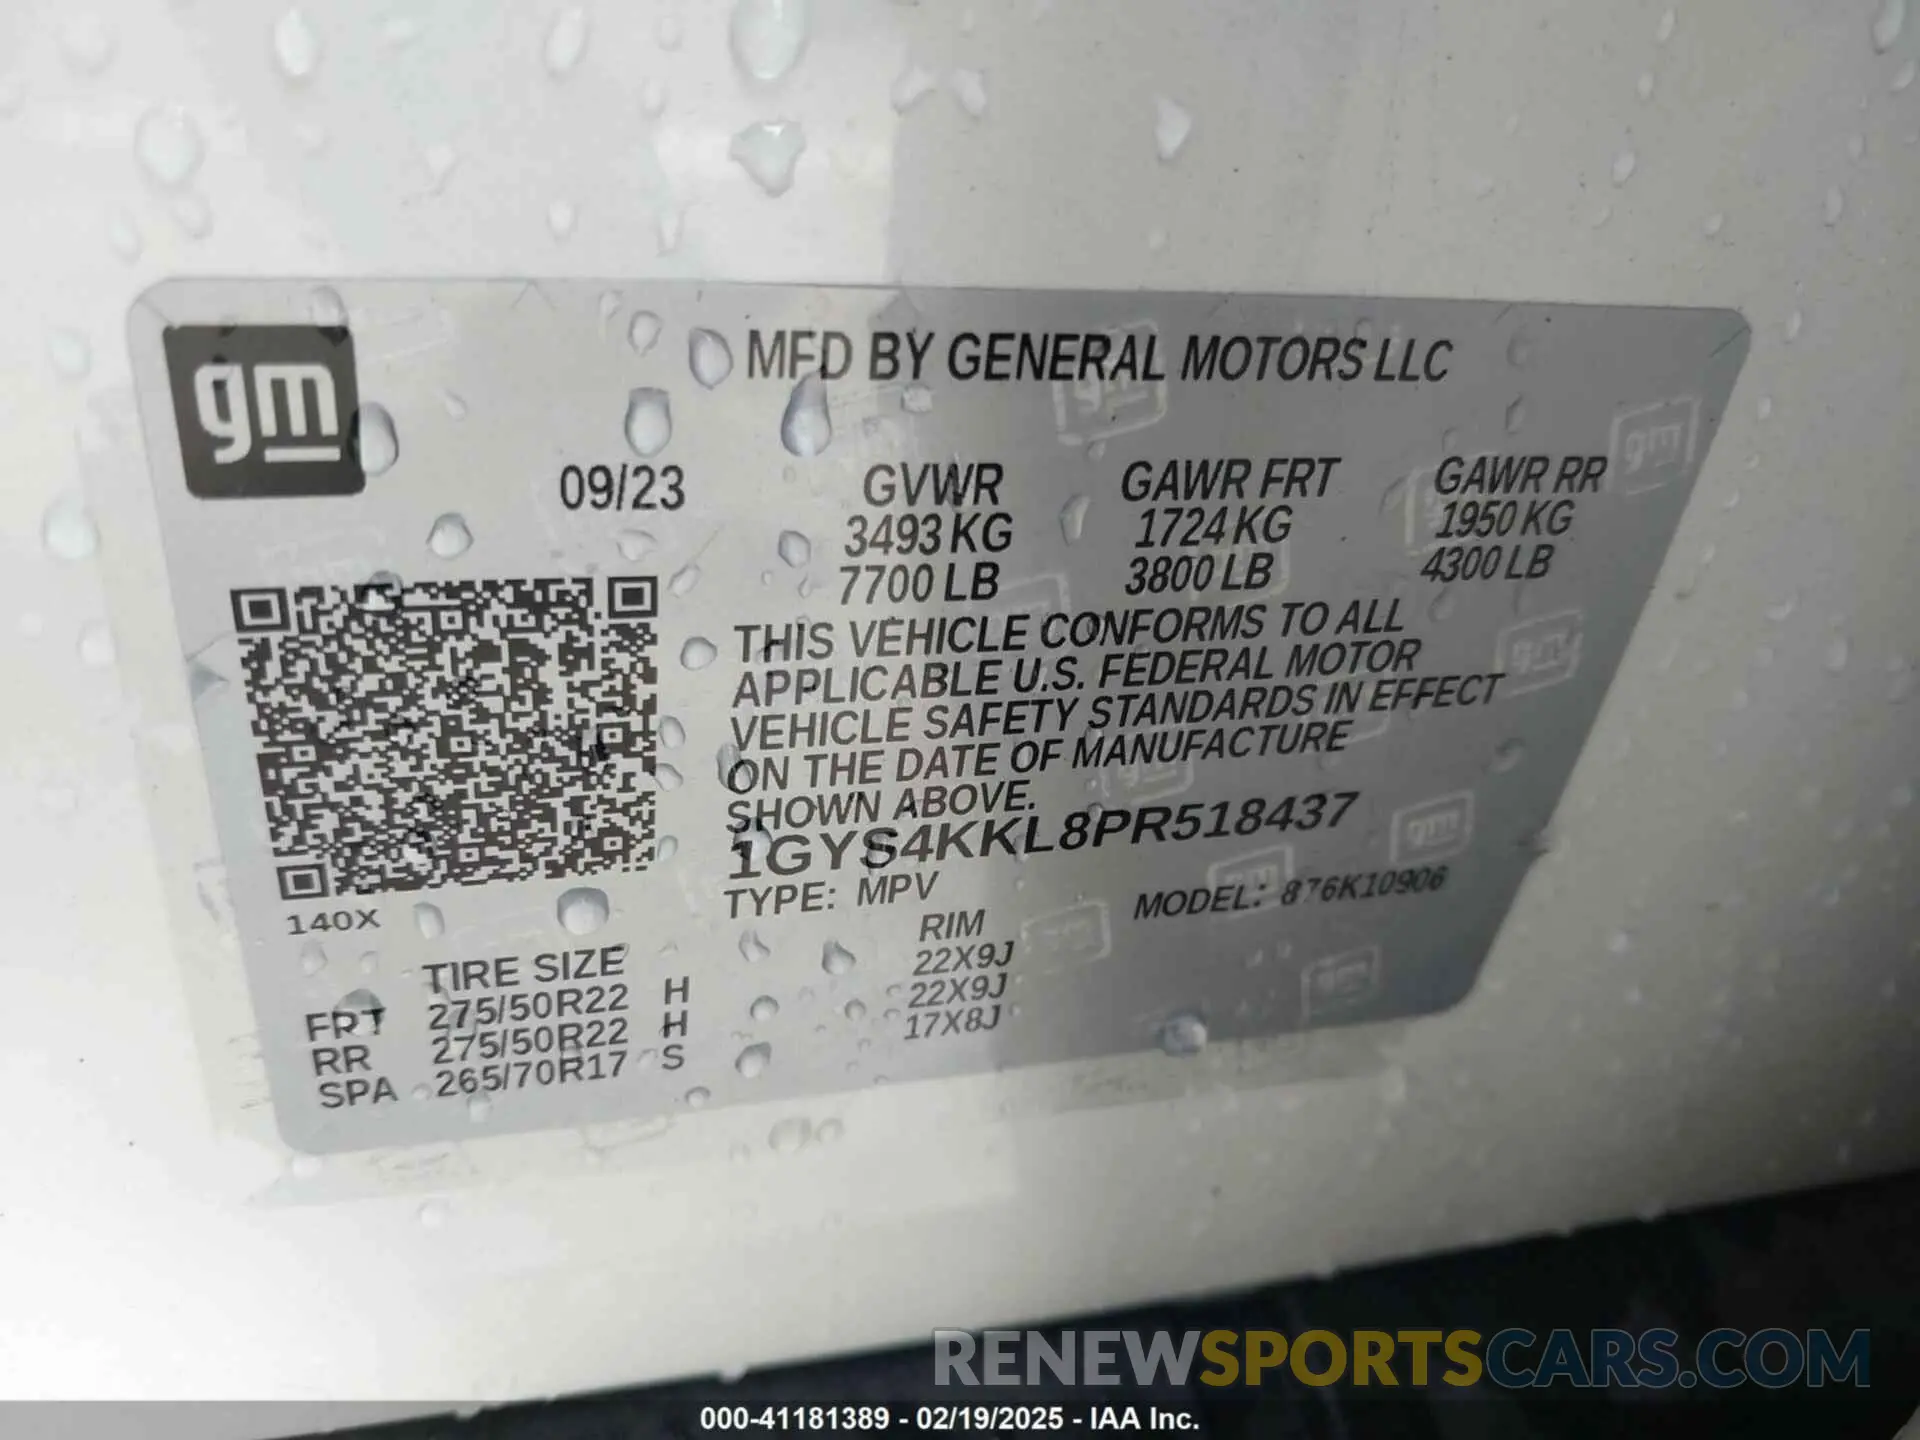 gm
MFD BY GENERAL MOTORS LLC
09/23
GVWR GAWR FRT GAWR RR
3493 KG 1724 KG 1950 KG
7700 LB 3800 LB 4300 LB
THIS VEHICLE CONFORMS TO ALL
APPLICABLE U.S. FEDERAL MOTOR
VEHICLE SAFETY STANDARDS IN EFFECT
ON THE DATE OF MANUFACTURE
SHOWN ABOVE.
1GYS4KKL8PR518437
TYPE: MPV MODEL: 876K10906
140X
TIRE SIZE RIM
FRT 275/50R22 H 22X9J
RR 275/50R22 H 22X9J
SPA 265/70R17 S 17X8J
RENEWSPORTSCARS.COM
000-41181389 - 02/19/2025 - IAA Inc.